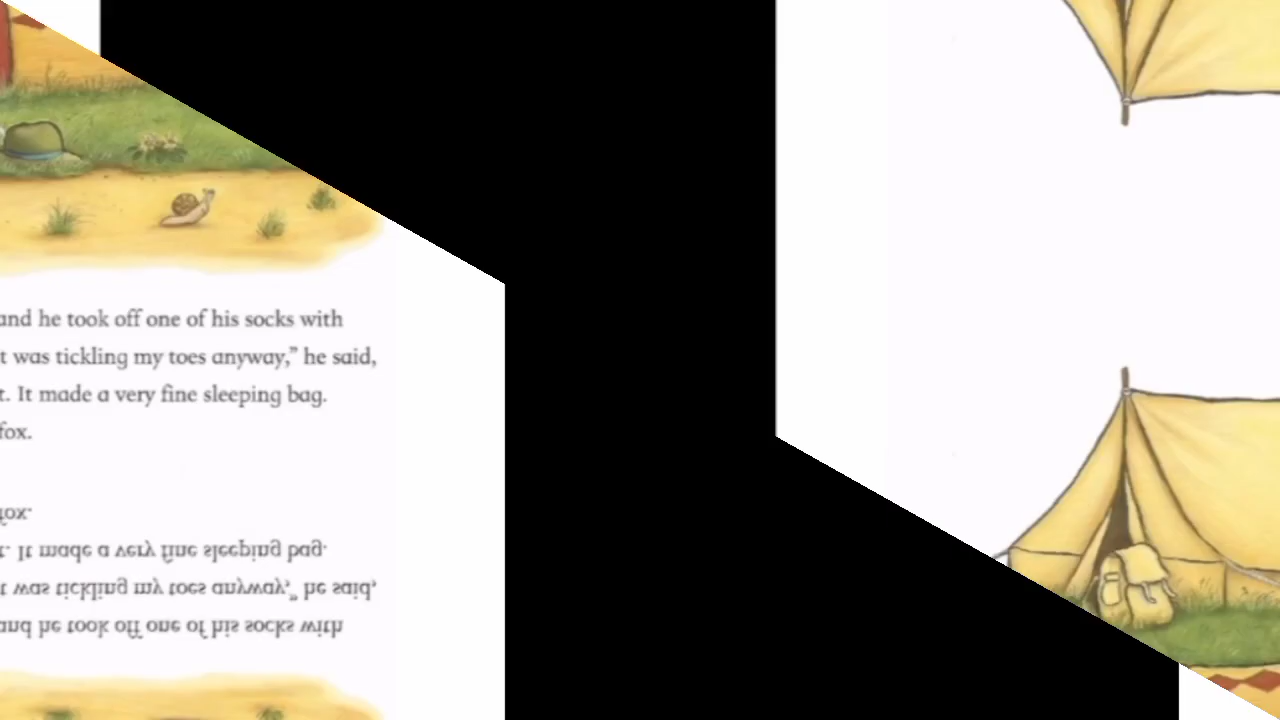 and he took off one of his socks with
t was tickling my toes anyway,” he said,
t. It made a very fine sleeping bag.
fox.
fox.
t. It made a very fine sleeping bag.
t was tickling my toes anyway,” he said,
and he took off one of his socks with